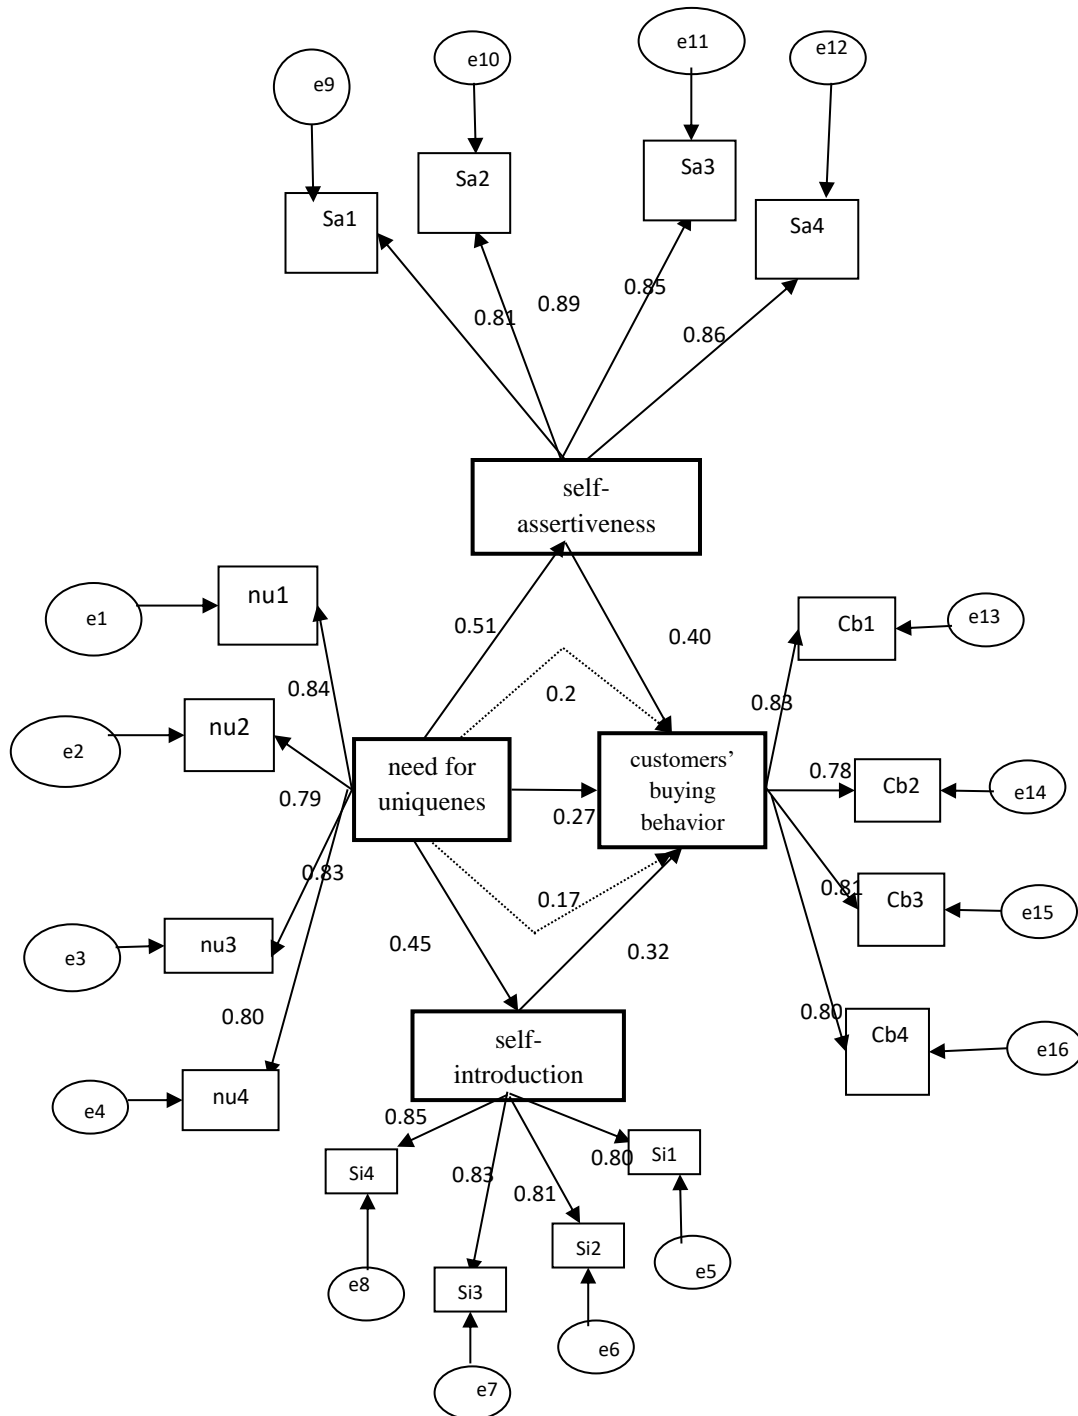 e9
e10
e11
e12
Sa1
Sa2
Sa3
Sa4
0.81
0.89
0.85
0.86
self-
assertiveness
e1
nu1
0.84
e2
nu2
0.79
e3
nu3
0.83
e4
nu4
0.80
0.51
0.40
0.2
need for
uniquenes
0.27
customers’
buying
behavior
0.17
0.45
0.32
Cb1
e13
0.83
Cb2
e14
0.78
Cb3
e15
0.81
Cb4
e16
0.80
self-
introduction
0.85
0.83
0.81
0.80
Si4
Si3
Si2
Si1
e8
e7
e6
e5